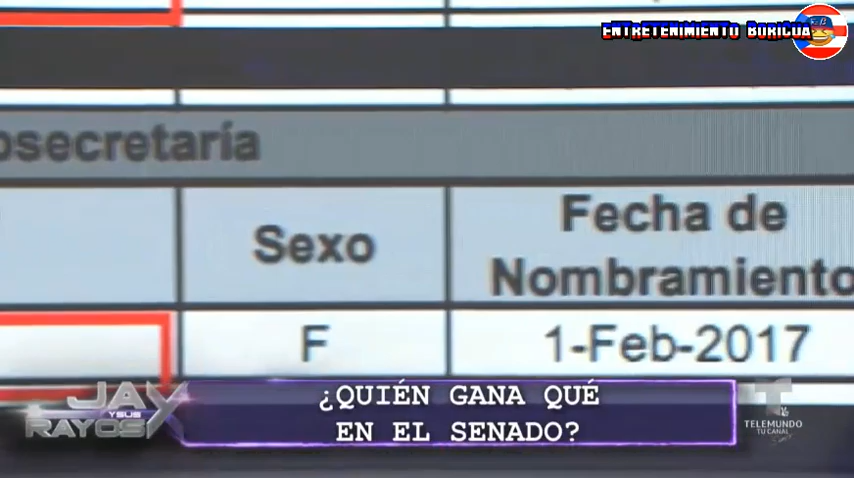 ENTRETENIMIENTO BORICUA
osecretaría
Sexo
Fecha de
Nombramiento
F
1-Feb-2017
¿QUIÉN GANA QUÉ
EN EL SENADO?
JAY
Y SUS
RAYOS X
TELEMUNDO
TU CANAL